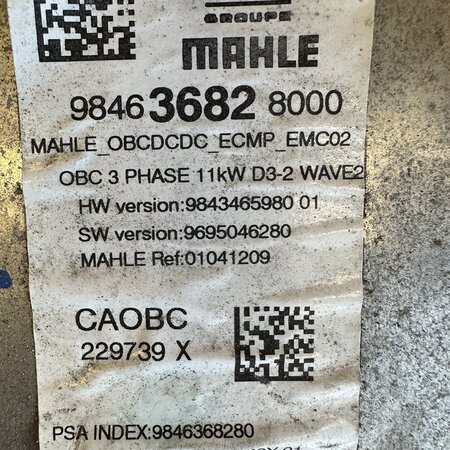 GROUPE
MAHLE
9846 3682 8000
MAHLE_OBCDCDC_ECMP_EMC02
OBC 3 PHASE 11kW D3-2 WAVE2
HW version:9843465980 01
SW version:9695046280
MAHLE Ref:01041209
CAOBC
229739 X
PSA INDEX:9846368280